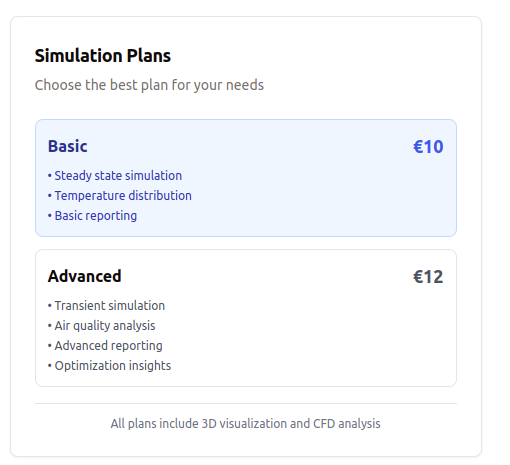 Simulation Plans
Choose the best plan for your needs
Basic €10
• Steady state simulation
• Temperature distribution
• Basic reporting
Advanced €12
• Transient simulation
• Air quality analysis
• Advanced reporting
• Optimization insights
All plans include 3D visualization and CFD analysis